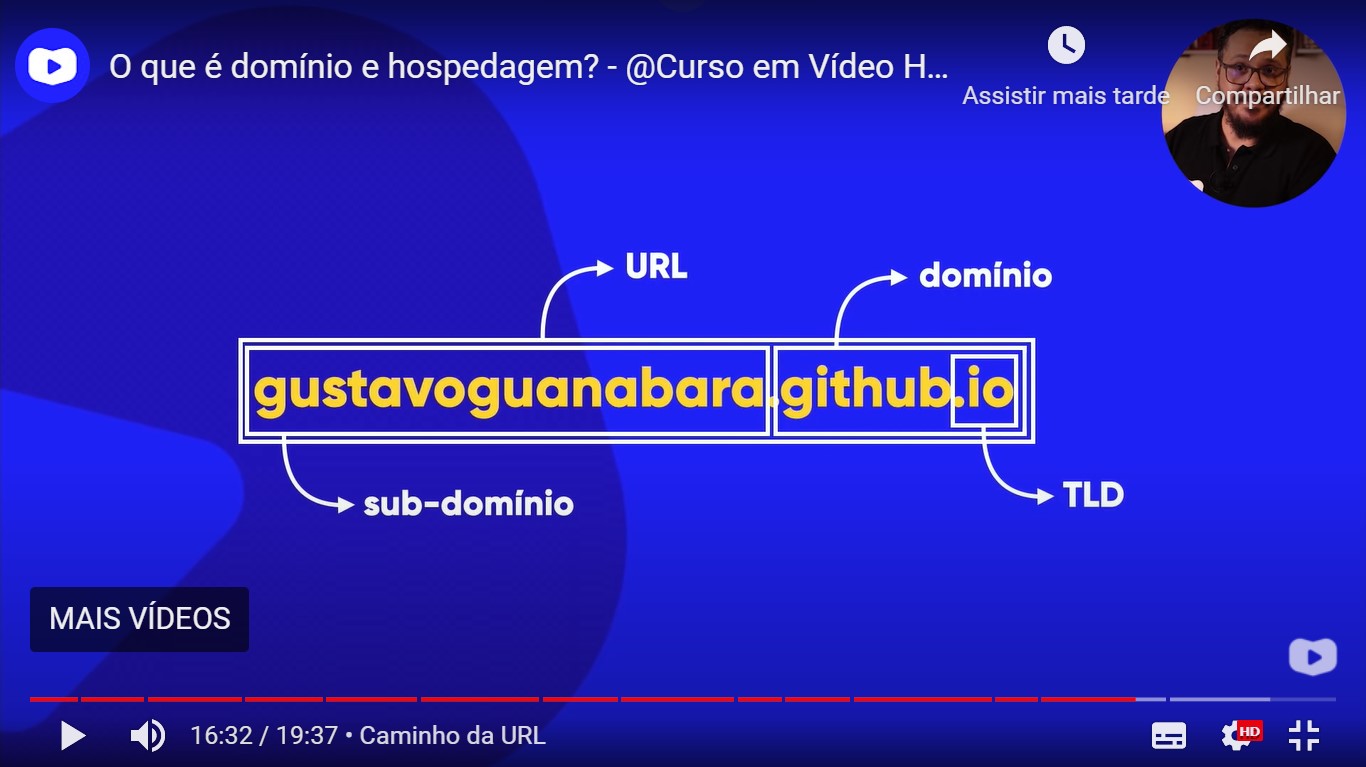 O que é domínio e hospedagem? - @Curso em Vídeo H...
Assistir mais tarde
Compartilhar
URL
domínio
gustavoguanabara.github.io
sub-domínio
TLD
MAIS VÍDEOS
16:32 / 19:37 • Caminho da URL
HD